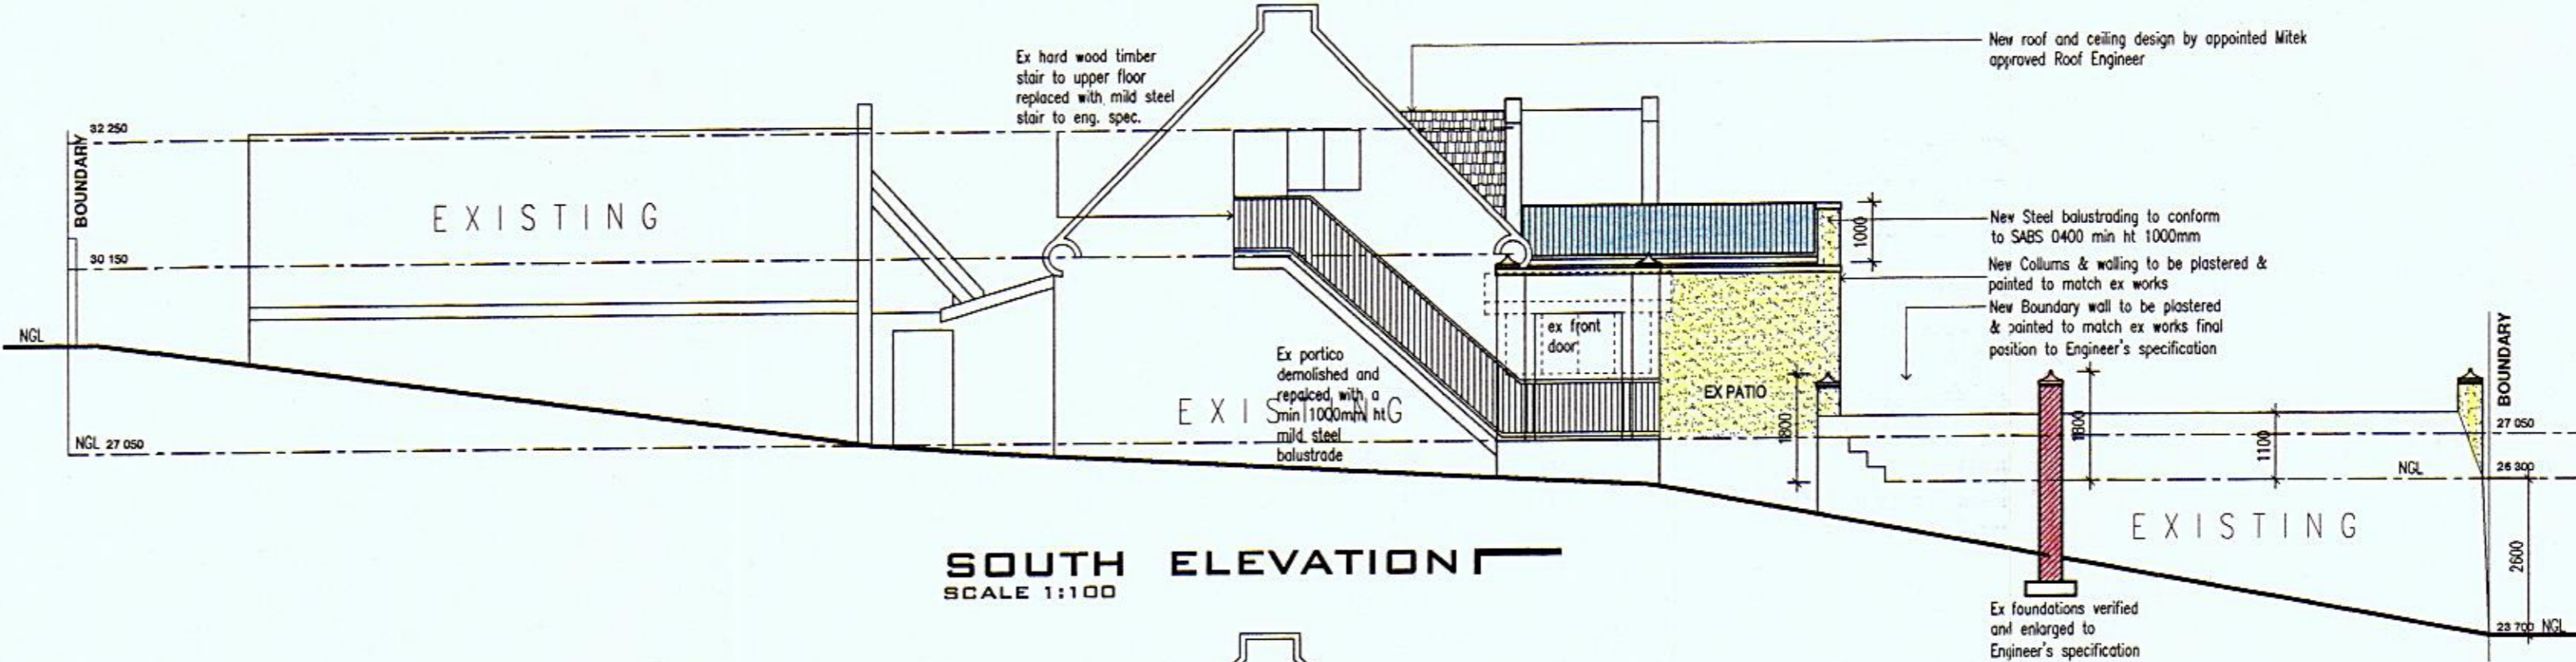 Ex hard wood timber
stair to upper floor
replaced with mild steel
stair to eng. spec.
New roof and ceiling design by appointed Mitek
approved Roof Engineer
BOUNDARY
32 250
EXISTING
30 150
NGL
NGL 27 050
1000
New Steel balustrading to conform
to SABS 0400 min ht 1000mm
New Collums & walling to be plastered &
painted to match ex works
New Boundary wall to be plastered
& painted to match ex works final
position to Engineer's specification
ex front
door
Ex portico
demolished and
repalced with a
min 1000mm ht
mild steel
balustrade
EXISTING
EX PATIO
1800
1800
1100
BOUNDARY
27 050
NGL
26 300
EXISTING
2600
23 700 NGL
SOUTH ELEVATION
SCALE 1:100
Ex foundations verified
and enlarged to
Engineer's specification